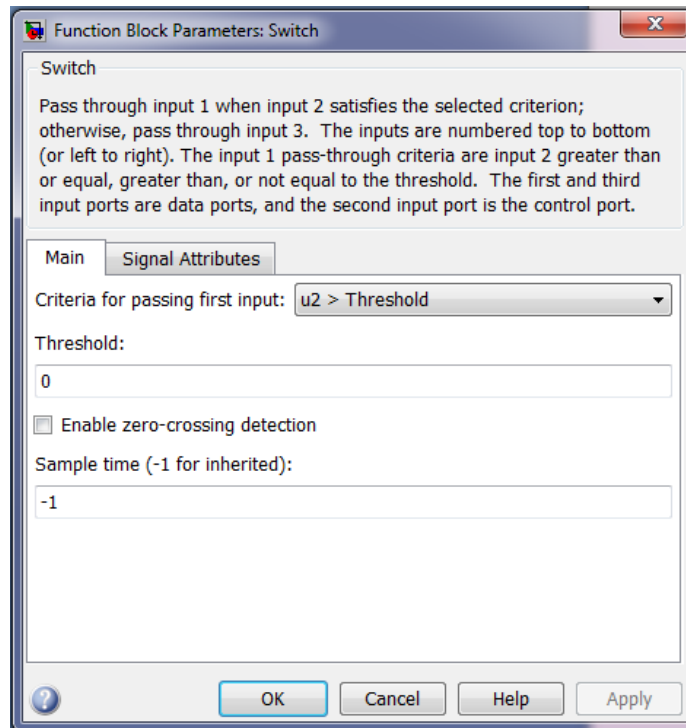 Function Block Parameters: Switch
Switch
Pass through input 1 when input 2 satisfies the selected criterion;
otherwise, pass through input 3. The inputs are numbered top to bottom
(or left to right). The input 1 pass-through criteria are input 2 greater than
or equal, greater than, or not equal to the threshold. The first and third
input ports are data ports, and the second input port is the control port.
Main Signal Attributes
Criteria for passing first input: u2 > Threshold
Threshold:
0
Enable zero-crossing detection
Sample time (-1 for inherited):
-1
OK Cancel Help Apply